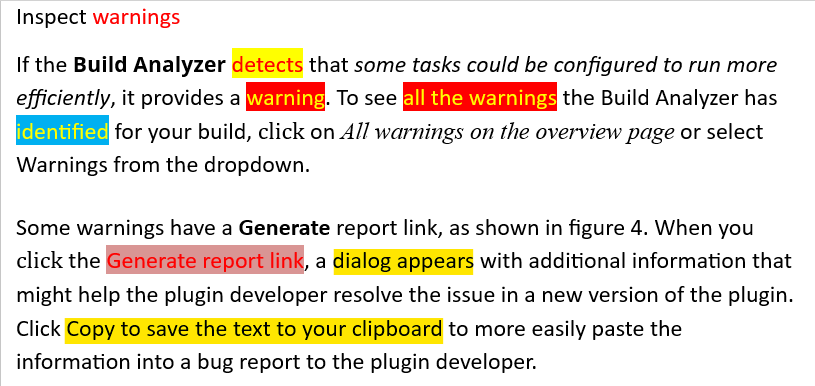 Inspect warnings
If the Build Analyzer detects that some tasks could be configured to run more
efficiently, it provides a warning. To see all the warnings the Build Analyzer has
identified for your build, click on All warnings on the overview page or select
Warnings from the dropdown.
Some warnings have a Generate report link, as shown in figure 4. When you
click the Generate report link, a dialog appears with additional information that
might help the plugin developer resolve the issue in a new version of the plugin.
Click Copy to save the text to your clipboard to more easily paste the
information into a bug report to the plugin developer.